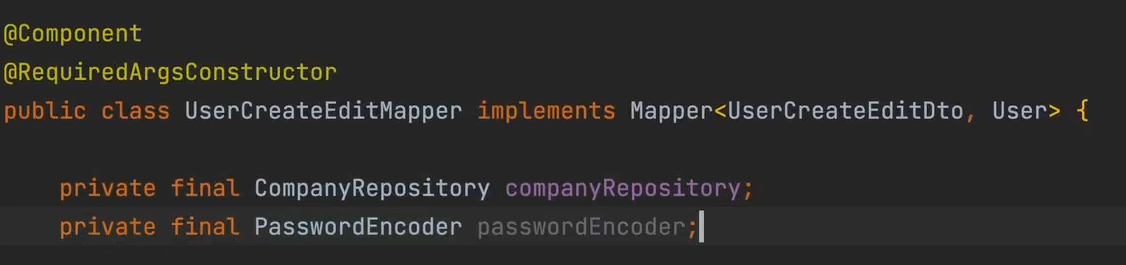 @Component
@RequiredArgsConstructor
public class UserCreateEditMapper implements Mapper<UserCreateEditDto, User> {
private final CompanyRepository companyRepository;
private final PasswordEncoder passwordEncoder;